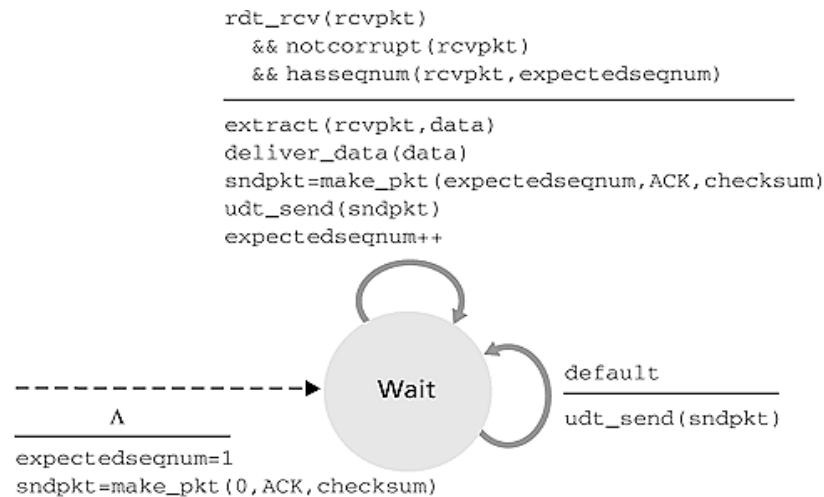 rdt_rcv(rcvpkt)
&& notcorrupt(rcvpkt)
&& hasseqnum(rcvpkt,expectedseqnum)
extract(rcvpkt,data)
deliver_data(data)
sndpkt=make_pkt(expectedseqnum,ACK,checksum)
udt_send(sndpkt)
expectedseqnum++
Wait
default
udt_send(sndpkt)
Λ
expectedseqnum=1
sndpkt=make_pkt(0,ACK,checksum)